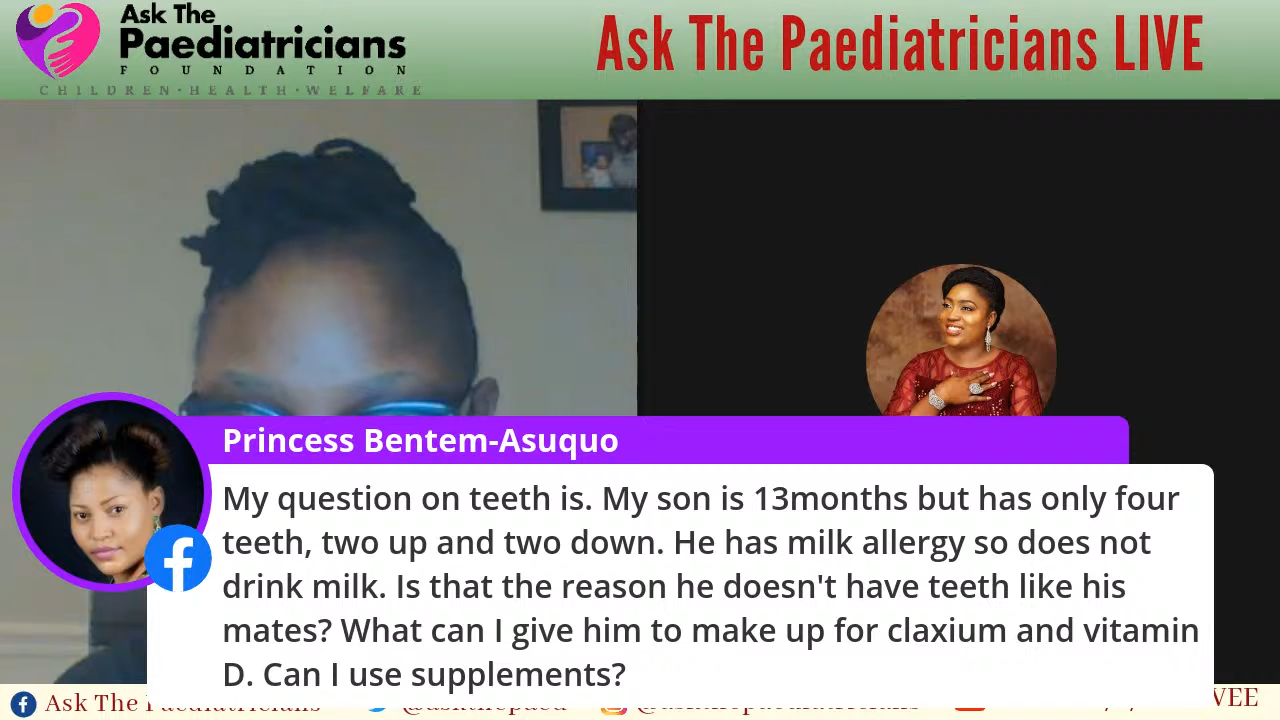 Ask The
Paediatricians
FOUNDATION
CHILDREN·HEALTH·WELFARE
Ask The Paediatricians LIVE
Princess Bentem-Asuquo
My question on teeth is. My son is 13months but has only four
teeth, two up and two down. He has milk allergy so does not
drink milk. Is that the reason he doesn't have teeth like his
mates? What can I give him to make up for claxium and vitamin
D. Can I use supplements?
Ask The